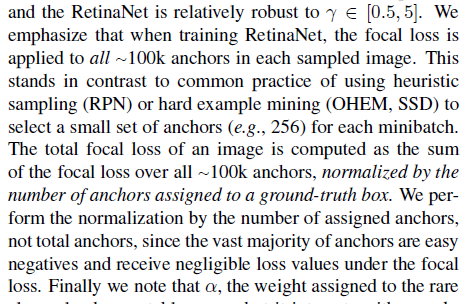 and the RetinaNet is relatively robust to γ ∈ [0.5, 5]. We
emphasize that when training RetinaNet, the focal loss is
applied to all ∼100k anchors in each sampled image. This
stands in contrast to common practice of using heuristic
sampling (RPN) or hard example mining (OHEM, SSD) to
select a small set of anchors (e.g., 256) for each minibatch.
The total focal loss of an image is computed as the sum
of the focal loss over all ∼100k anchors, normalized by the
number of anchors assigned to a ground-truth box. We per-
form the normalization by the number of assigned anchors,
not total anchors, since the vast majority of anchors are easy
negatives and receive negligible loss values under the focal
loss. Finally we note that α, the weight assigned to the rare